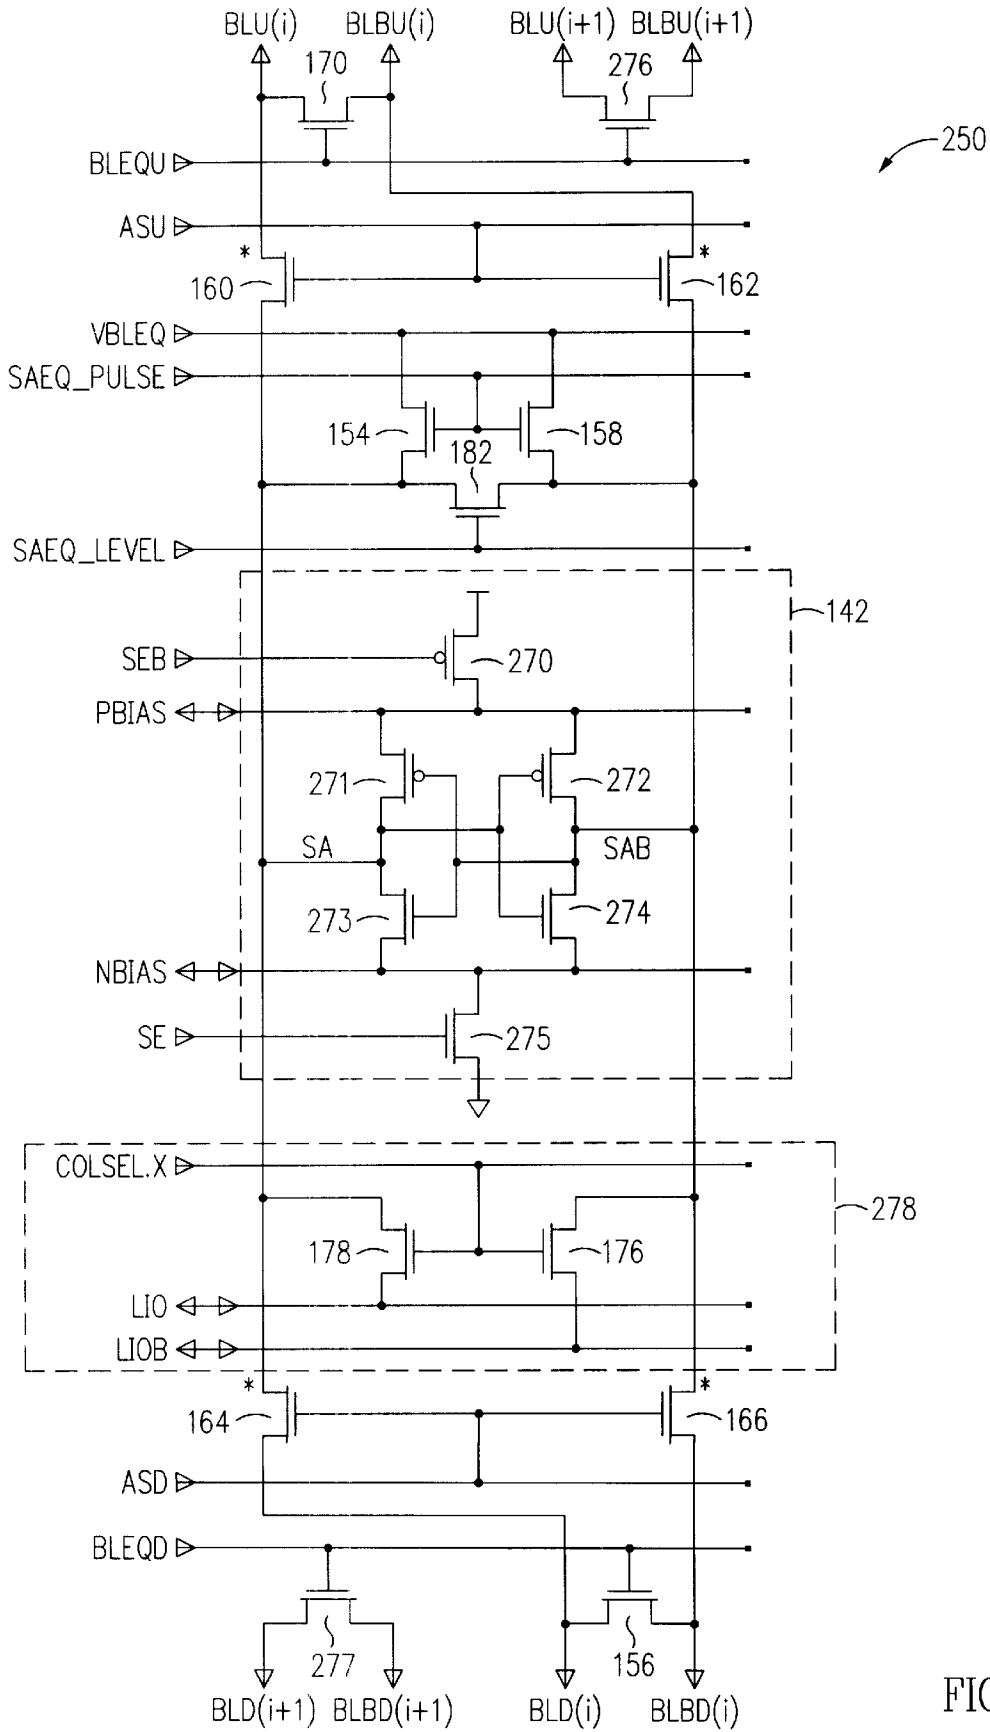 BLU(i) BLBU(i) BLU(i+1) BLBU(i+1)
170 276
BLEQU
250
ASU
* *
160 162
VBLEQ
SAEQ_PULSE
154 158
182
SAEQ_LEVEL
142
SEB 270
PBIAS
271 272
SA SAB
273 274
NBIAS
SE 275
COLSEL.X
278
178 176
LIO
LIOB
* *
164 166
ASD
BLEQD
277 156
BLD(i+1) BLBD(i+1) BLD(i) BLBD(i)
FIG